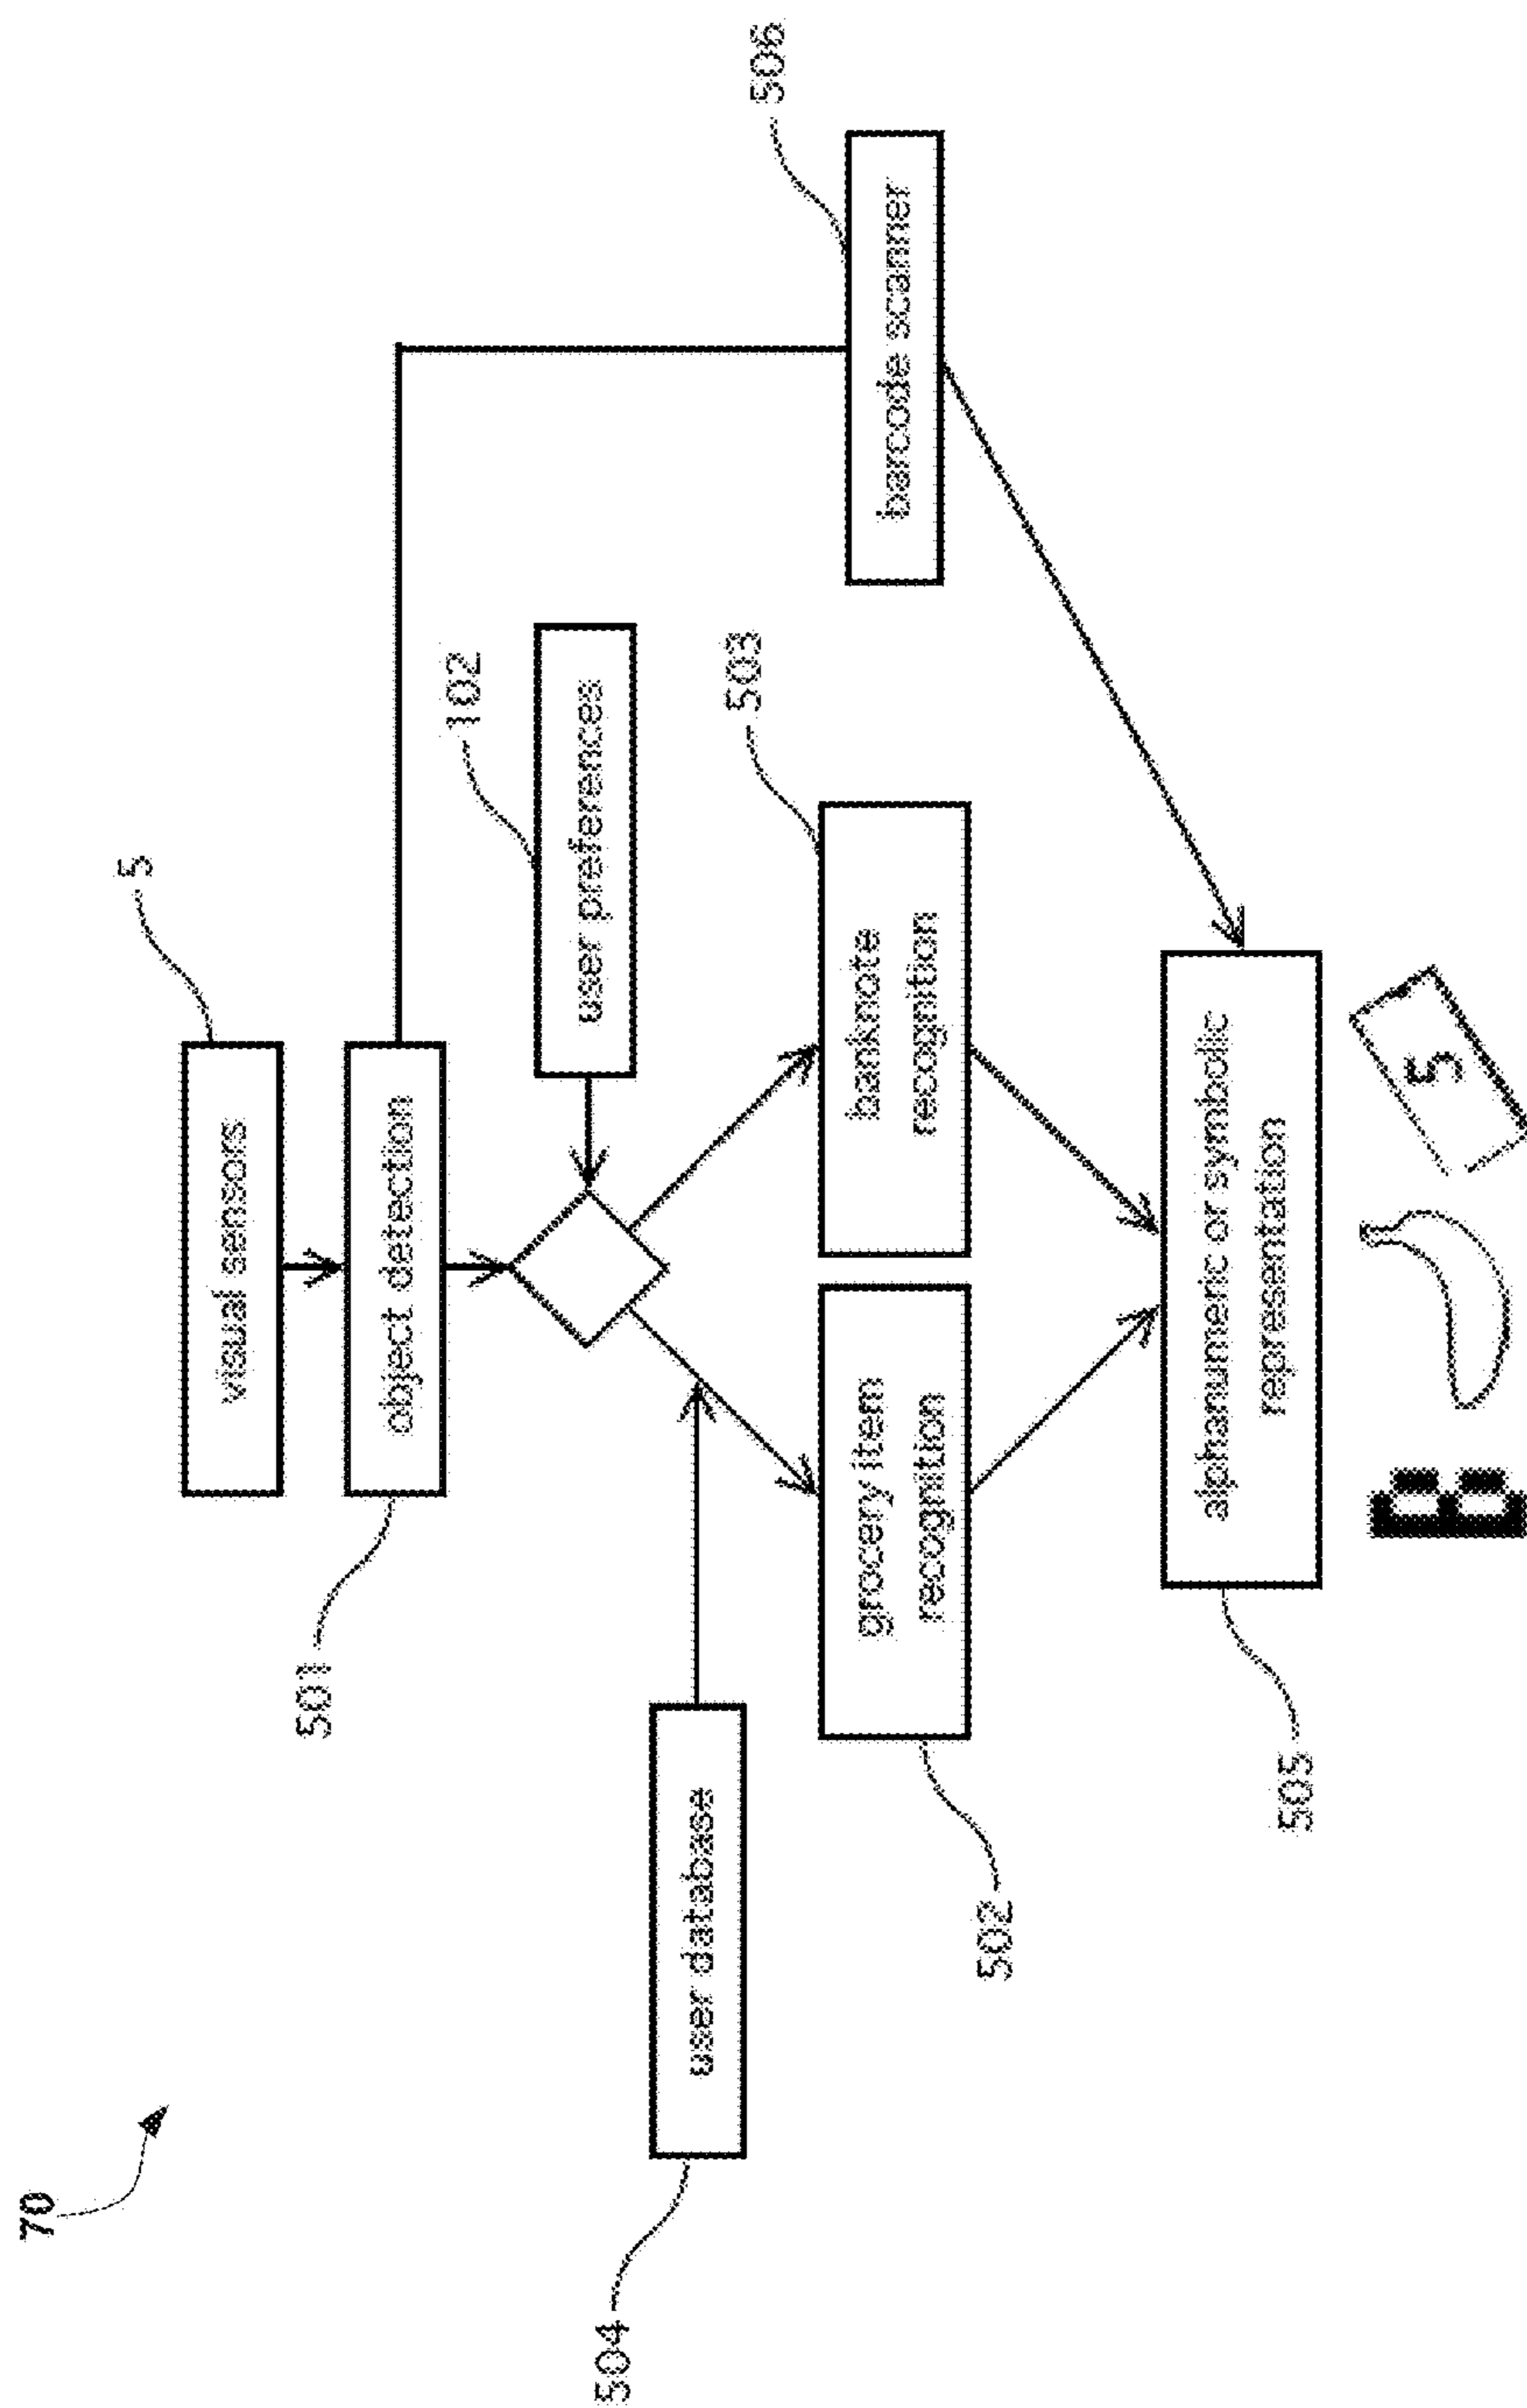 70
5
visual sensors
501
object detection
102
user preferences
504
user database
grocery item
recognition
502
banknote
recognition
503
506
barcode scanner
alphanumeric or symbolic
representation
505
B
5